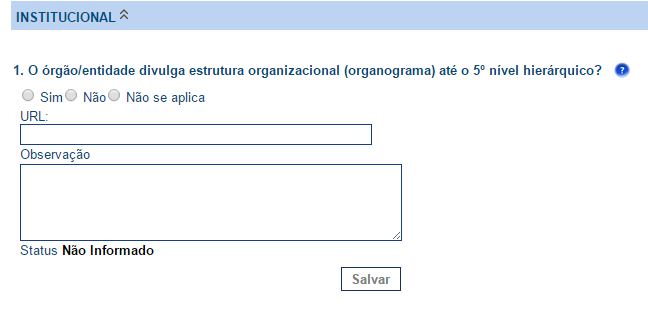 INSTITUCIONAL
1. O órgão/entidade divulga estrutura organizacional (organograma) até o 5º nível hierárquico? ?
Sim Não Não se aplica
URL:
Observação
Status Não Informado
Salvar